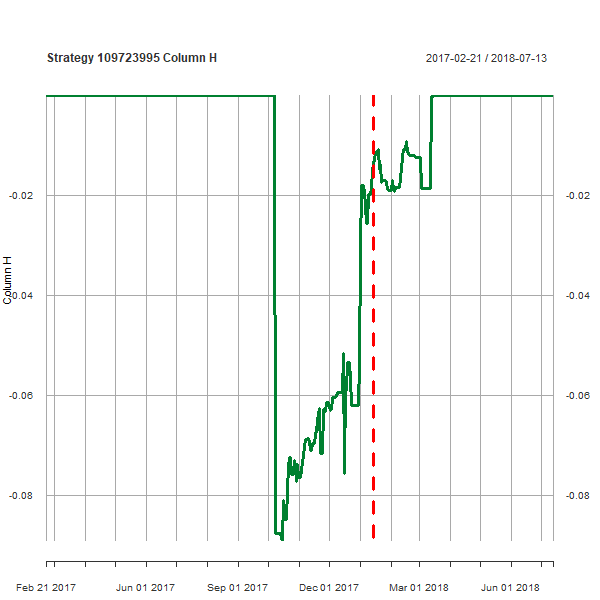 Strategy 109723995 Column H
2017-02-21 / 2018-07-13
-0.02
-0.04
-0.06
-0.08
Column H
-0.02
-0.04
-0.06
-0.08
Feb 21 2017
Jun 01 2017
Sep 01 2017
Dec 01 2017
Mar 01 2018
Jun 01 2018